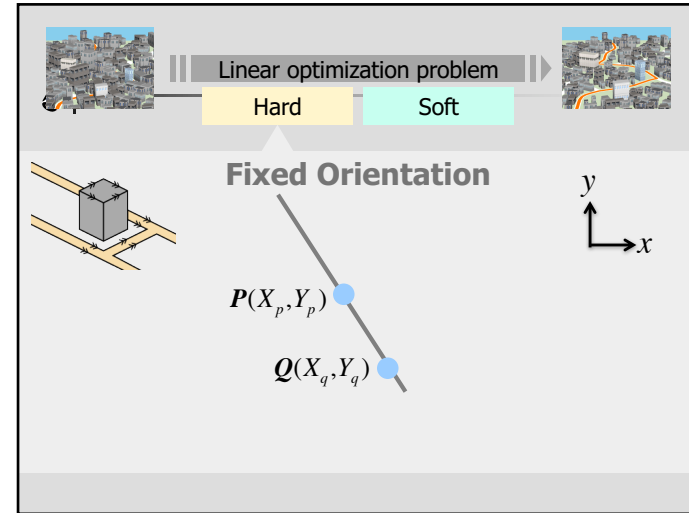 Linear optimization problem
Hard
Soft
Fixed Orientation
y
x
P(Xp,Yp)
Q(Xq,Yq)